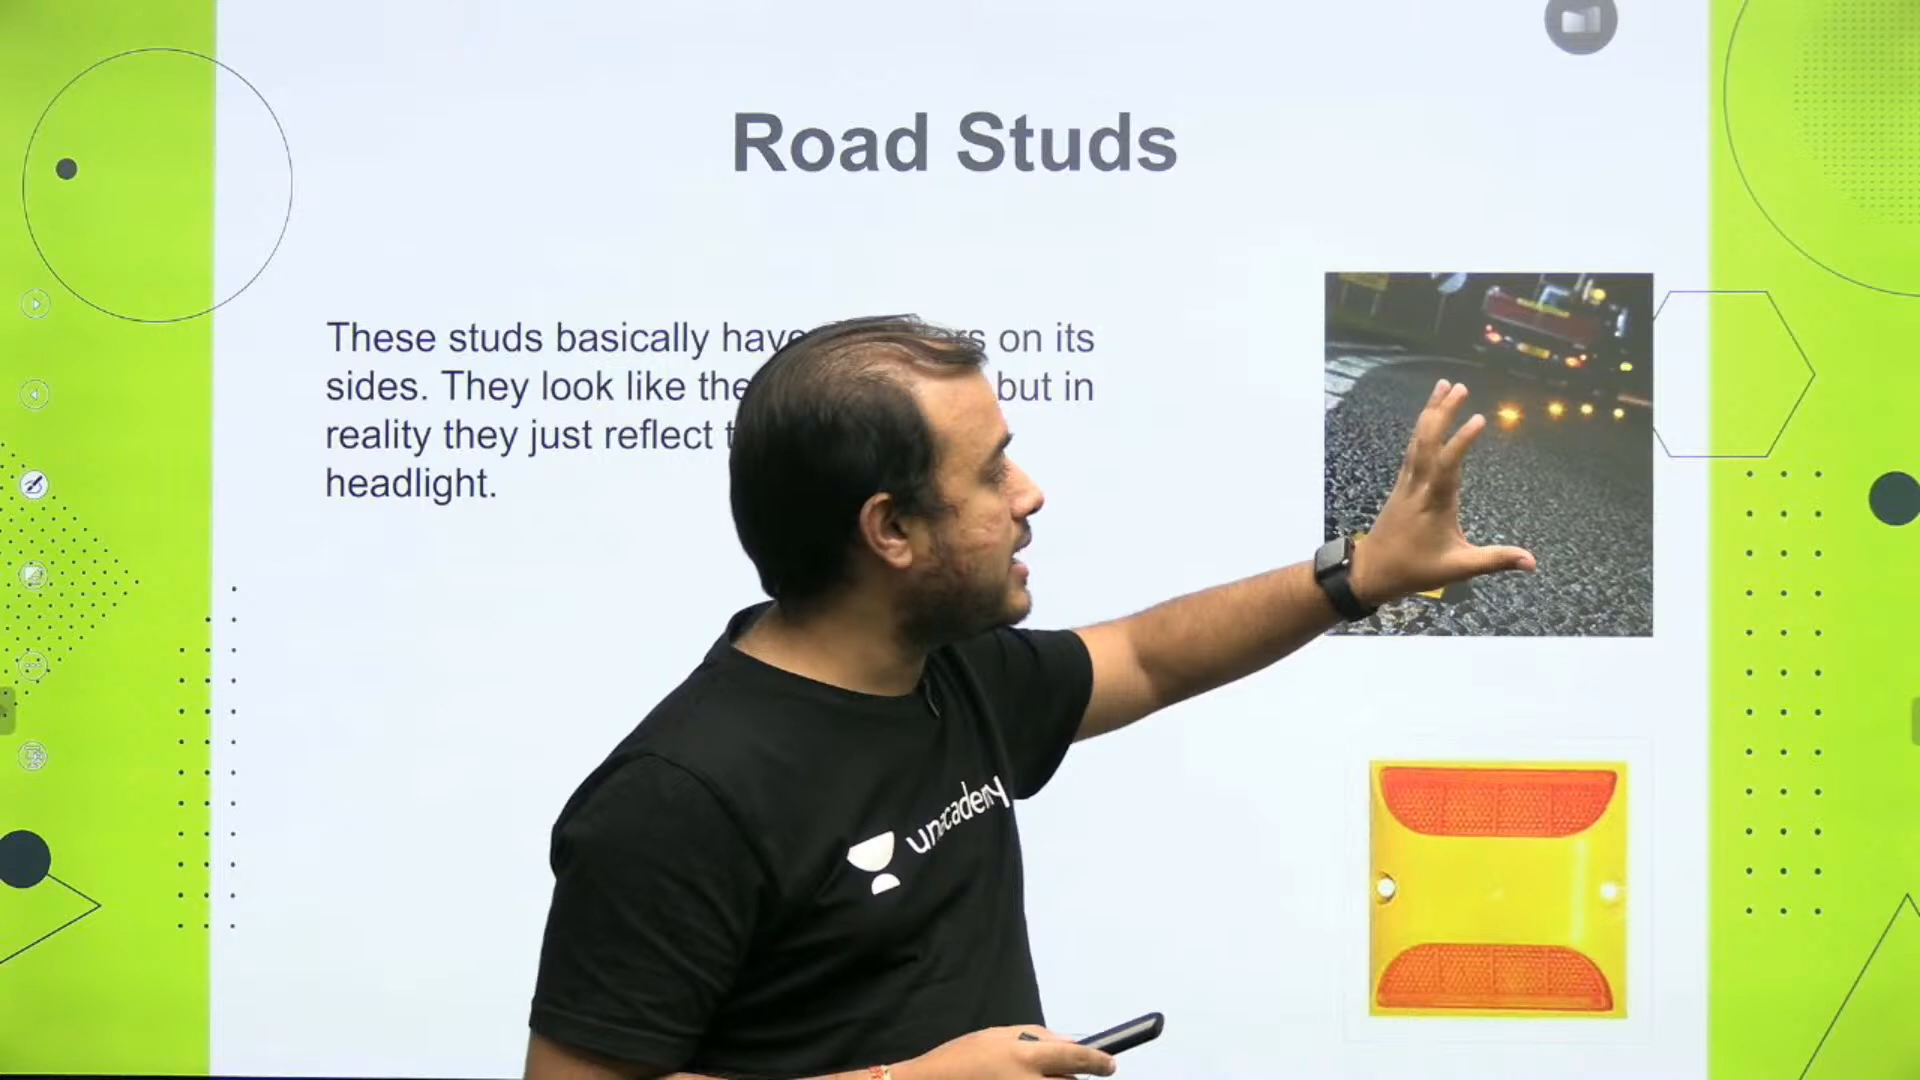 Road Studs
These studs basically have on its
sides. They look like the but in
reality they just reflect
headlight.
unacademy